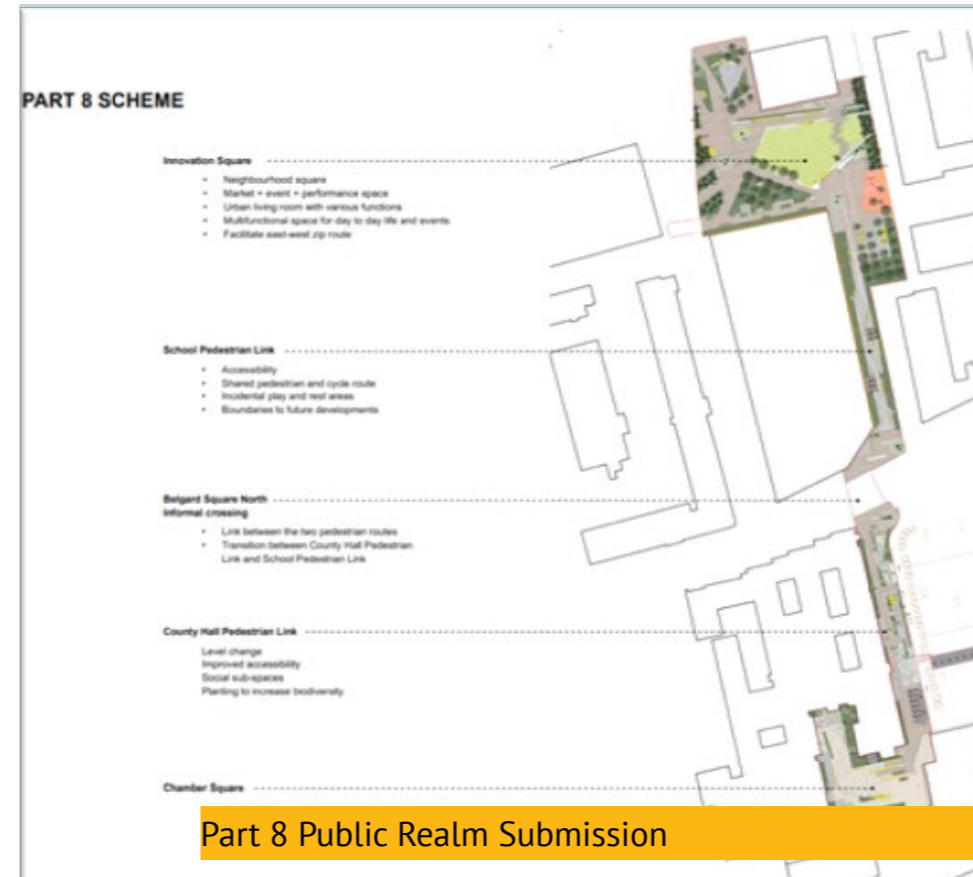 PART 8 SCHEME
Innovation Square
• Neighbourhood square
• Market + event + performance space
• Urban living room with various functions
• Multifunctional space for day to day life and events
• Facilitate east-west zip route
School Pedestrian Link
• Accessibility
• Shared pedestrian and cycle route
• Incidental play and rest areas
• Boundaries to future developments
Belgard Square North
Informal crossing
• Link between the two pedestrian routes
• Transition between County Hall Pedestrian
Link and School Pedestrian Link
County Hall Pedestrian Link
Level change
Improved accessibility
Social sub-spaces
Planting to increase biodiversity
Chamber Square
Part 8 Public Realm Submission